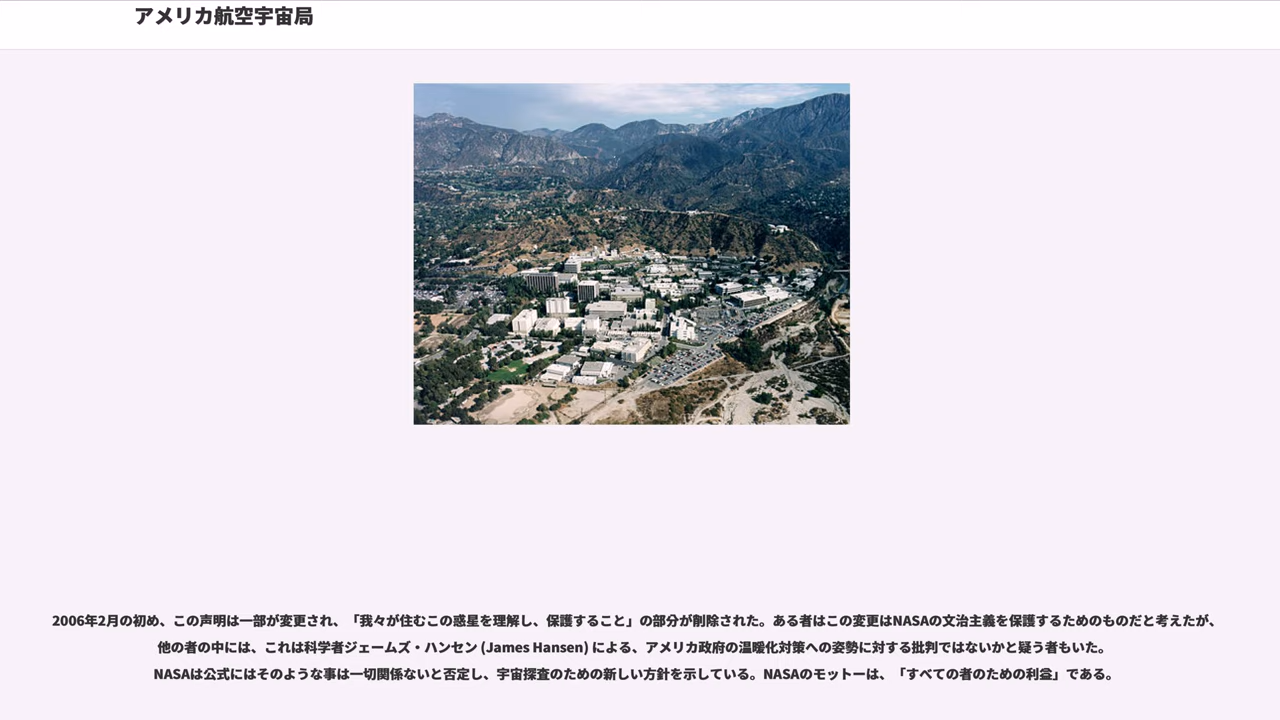 アメリカ航空宇宙局
2006年2月の初め、この声明は一部が変更され、「我々が住むこの惑星を理解し、保護すること」の部分が削除された。ある者はこの変更はNASAの文治主義を保護するためのものだと考えたが、
他の者の中には、これは科学者ジェームズ・ハンセン (James Hansen) による、アメリカ政府の温暖化対策への姿勢に対する批判ではないかと疑う者もいた。
NASAは公式にはそのような事は一切関係ないと否定し、宇宙探査のための新しい方針を示している。NASAのモットーは、「すべての者のための利益」である。